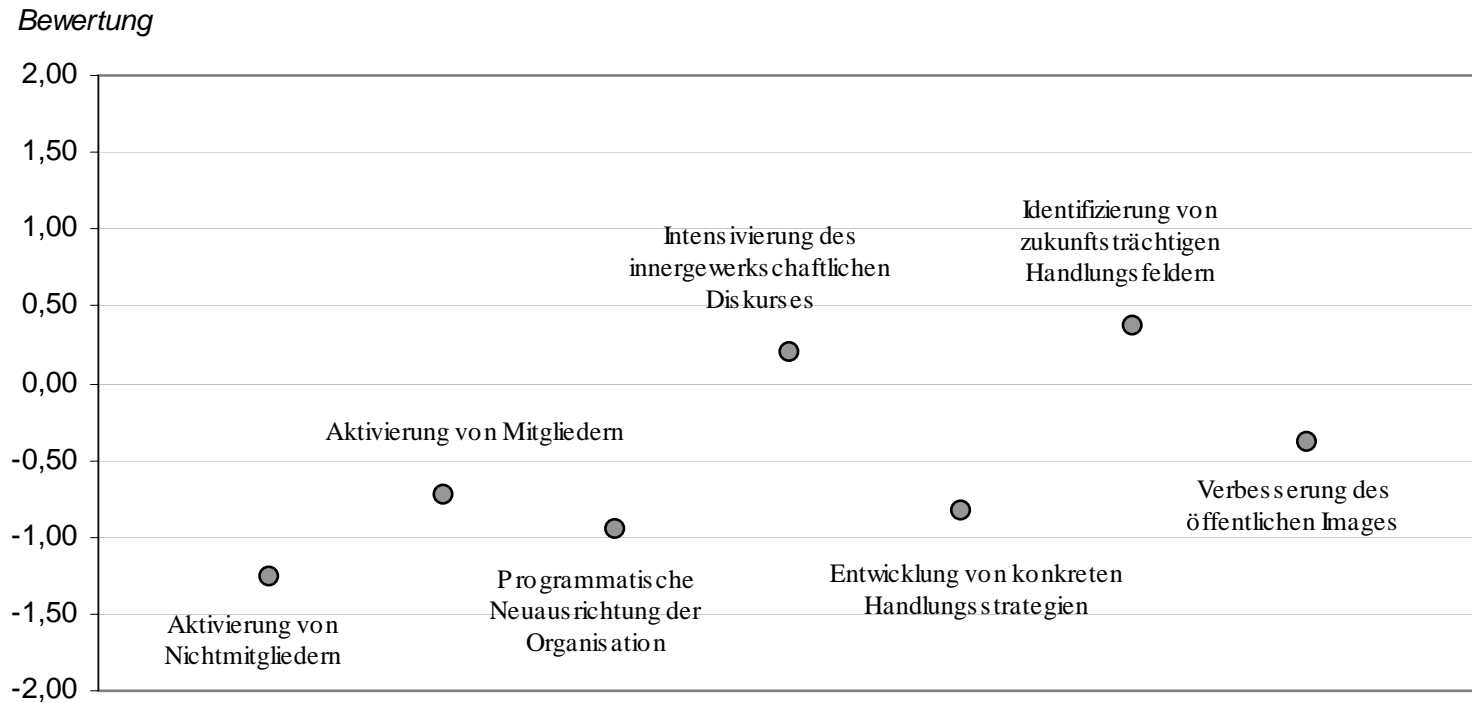 Bewertung
2,00
1,50
1,00
0,50
0,00
-0,50
-1,00
-1,50
-2,00
Aktivierung von
Nichtmitgliedern
Aktivierung von Mitgliedern
Programmatische
Neuausrichtung der
Organisation
Intensivierung des
innergewerkschaftlichen
Diskurses
Entwicklung von konkreten
Handlungsstrategien
Identifizierung von
zukunftsträchtigen
Handlungsfeldern
Verbesserung des
öffentlichen Images